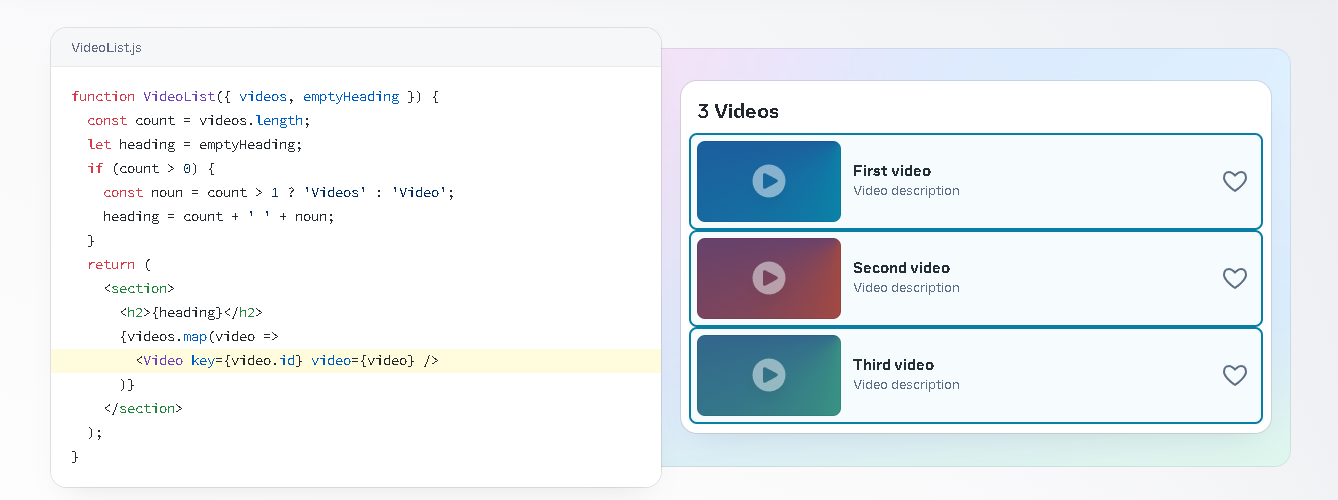 VideoList.js
function VideoList({ videos, emptyHeading }) {
  const count = videos.length;
  let heading = emptyHeading;
  if (count > 0) {
    const noun = count > 1 ? 'Videos' : 'Video';
    heading = count + ' ' + noun;
  }
  return (
    <section>
      <h2>{heading}</h2>
      {videos.map(video =>
        <Video key={video.id} video={video} />
      )}
    </section>
  );
}
3 Videos
First video
Video description
Second video
Video description
Third video
Video description